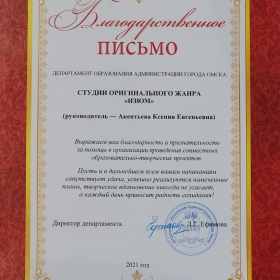 Благодарственное
ПИСЬМО
ДЕПАРТАМЕНТ ОБРАЗОВАНИЯ АДМИНИСТРАЦИИ ГОРОДА ОМСКА
СТУДИИ ОРИГИНАЛЬНОГО ЖАНРА
«ИЗЮМ»
(руководитель — Акентьева Ксения Евгеньевна)
Выражаем вам благодарность и признательность
за помощь в организации проведения совместных
образовательно-творческих проектов
Пусть и в дальнейшем всем вашим начинаниям
сопутствует удача, успешно реализуются намеченные
планы, творческое вдохновение никогда не угасает,
а каждый день приносит радость созидания!
Директор департамента Л.Г. Ефимова
2021 год